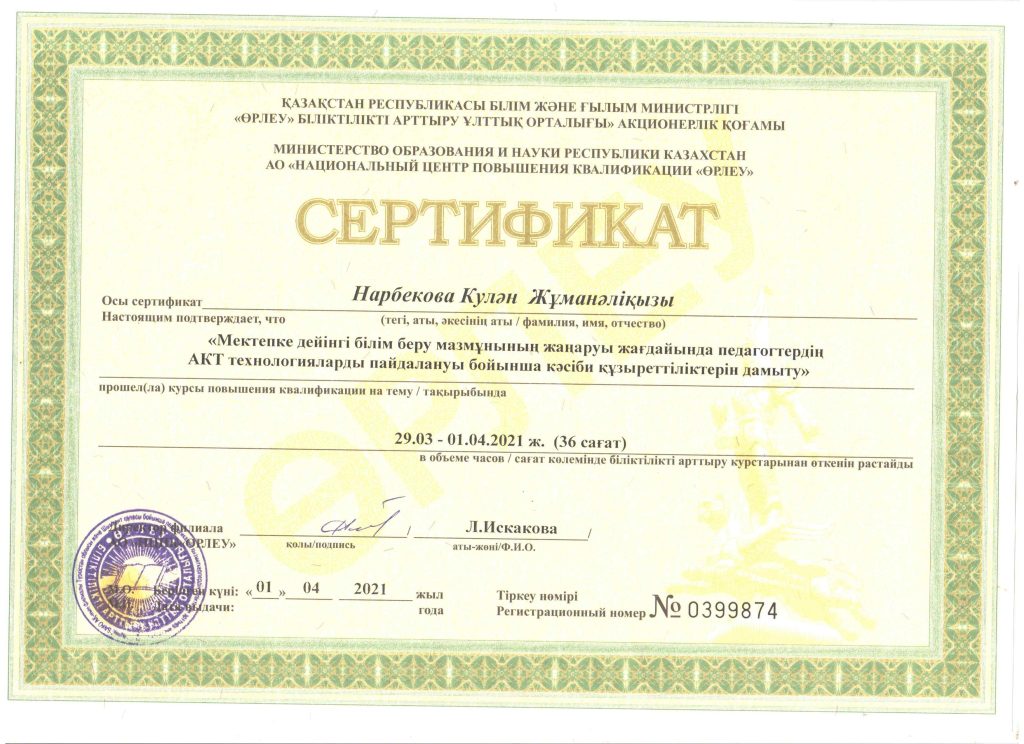 ҚАЗАҚСТАН РЕСПУБЛИКАСЫ БІЛІМ ЖӘНЕ ҒЫЛЫМ МИНИСТРЛІГІ
«ӨРЛЕУ» БІЛІКТІЛІКТІ АРТТЫРУ ҰЛТТЫҚ ОРТАЛЫҒЫ» АКЦИОНЕРЛІК ҚОҒАМЫ
МИНИСТЕРСТВО ОБРАЗОВАНИЯ И НАУКИ РЕСПУБЛИКИ КАЗАХСТАН
АО «НАЦИОНАЛЬНЫЙ ЦЕНТР ПОВЫШЕНИЯ КВАЛИФИКАЦИИ «ӨРЛЕУ»
СЕРТИФИКАТ
Осы сертификат Нарбекова Кулән Жұманәліқызы
Настоящим подтверждает, что (тегі, аты, әкесінің аты / фамилия, имя, отчество)
«Мектепке дейінгі білім беру мазмұнының жаңаруы жағдайында педагогтердің
АКТ технологияларды пайдалануы бойынша кәсіби құзыреттіліктерін дамыту»
прошел(ла) курсы повышения квалификации на тему / тақырыбында
29.03 - 01.04.2021 ж. (36 сағат)
в объеме часов / сағат көлемінде біліктілікті арттыру курстарынан өткенін растайды
Директор филиала / Л.Искакова /
«ӨРЛЕУ» қолы/подпись аты-жөні/Ф.И.О.
М.О. Берілген күні: «01» 04 2021 жыл Тіркеу нөмірі
Дата выдачи: года Регистрационный номер № 0399874